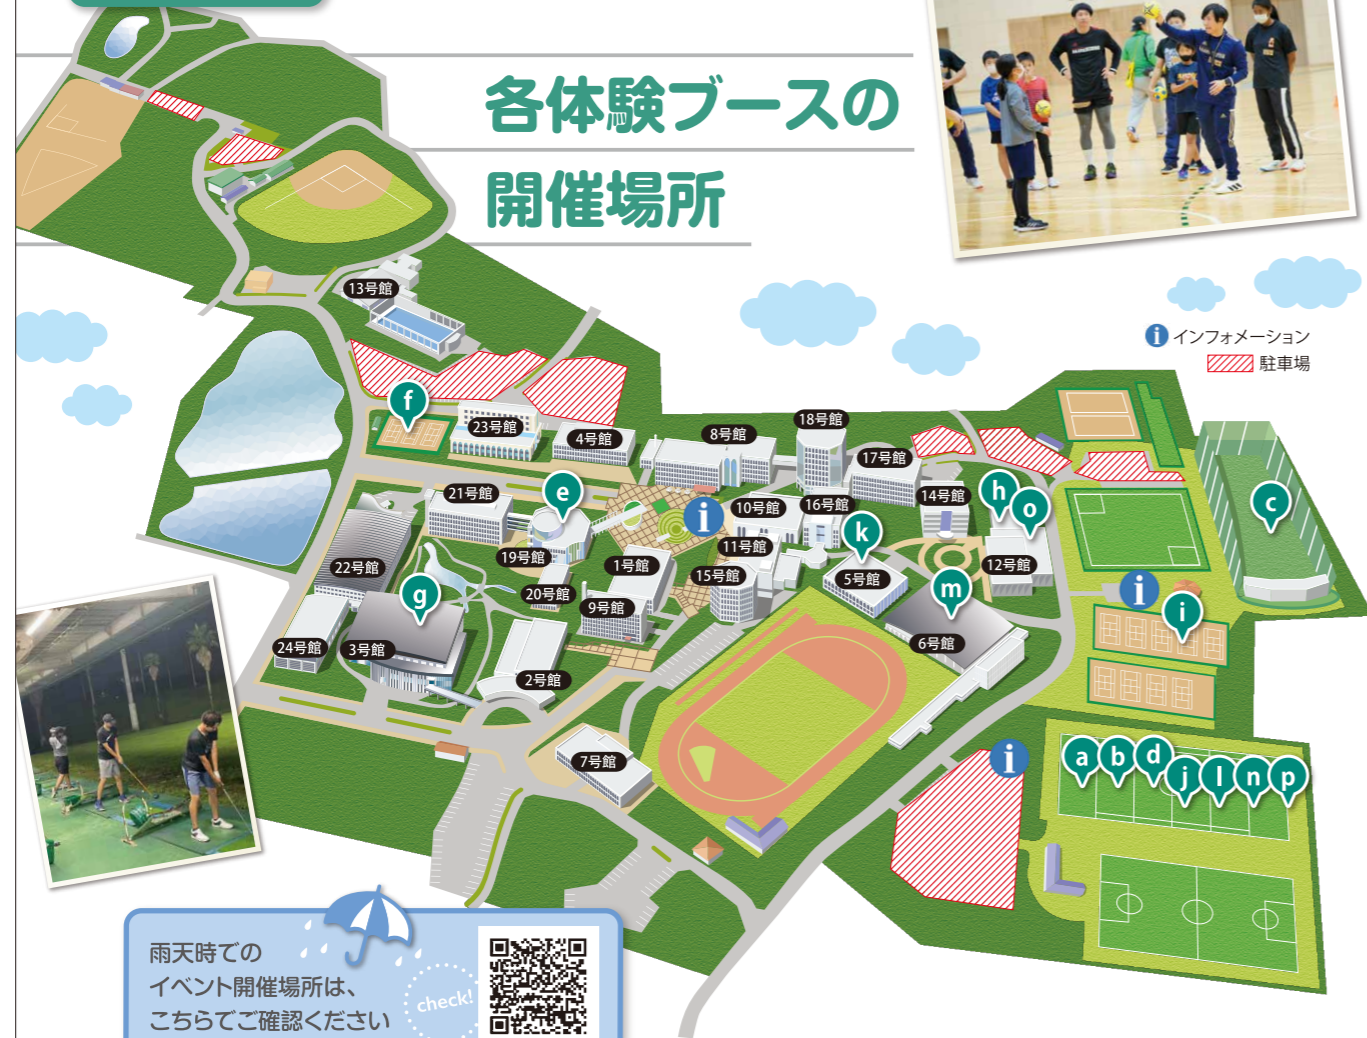 各体験ブースの
開催場所
i インフォメーション
駐車場
13号館
f
23号館
4号館
8号館
18号館
17号館
14号館
h
o
c
21号館
e
i
10号館
16号館
k
11号館
19号館
1号館
15号館
5号館
12号館
22号館
g
20号館
9号館
m
i
i
24号館
3号館
2号館
6号館
7号館
i
a
b
d
j
l
n
p
雨天時での
イベント開催場所は、
こちらでご確認ください
check!